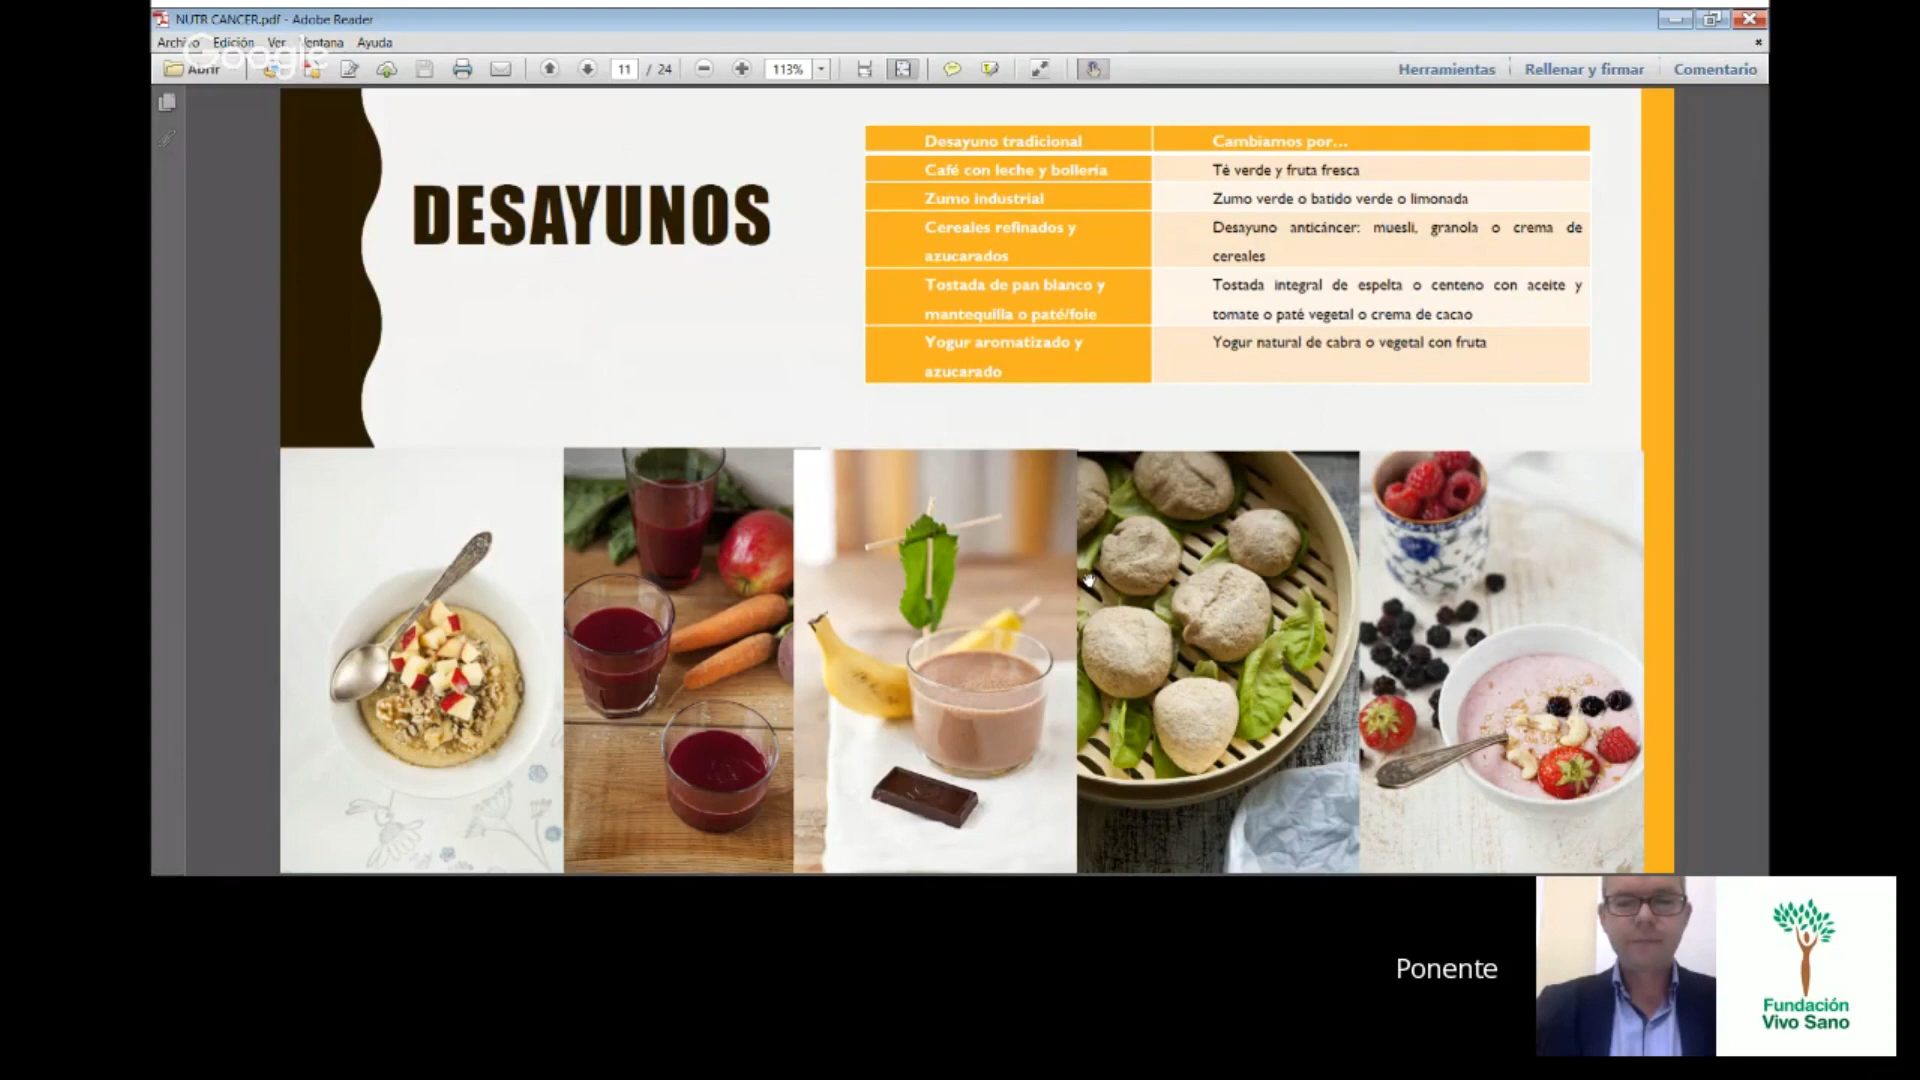 NUTR CANCER.pdf - Adobe Reader
Archivo Edición Ver Ventana Ayuda
Google
Abrir
11 / 24
113%
Herramientas Rellenar y firmar Comentario
DESAYUNOS
Desayuno tradicional Cambiamos por...
Café con leche y bollería Té verde y fruta fresca
Zumo industrial Zumo verde o batido verde o limonada
Cereales refinados y Desayuno anticáncer: muesli, granola o crema de
azucarados cereales
Tostada de pan blanco y Tostada integral de espelta o centeno con aceite y
mantequilla o paté/foie tomate o paté vegetal o crema de cacao
Yogur aromatizado y Yogur natural de cabra o vegetal con fruta
azucarado
Ponente
Fundación
Vivo Sano